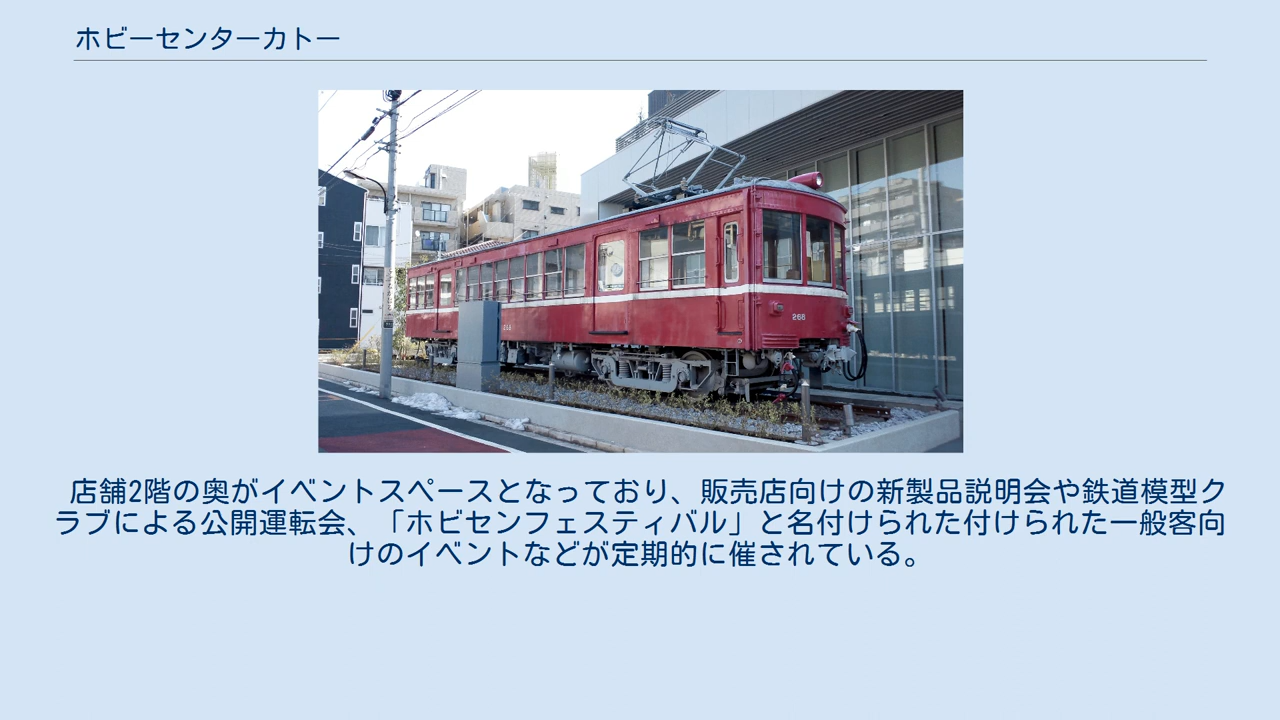 ホビーセンターカトー
268
店舗2階の奥がイベントスペースとなっており、販売店向けの新製品説明会や鉄道模型ク
ラブによる公開運転会、「ホビセンフェスティバル」と名付けられた付けられた一般客向
けのイベントなどが定期的に催されている。